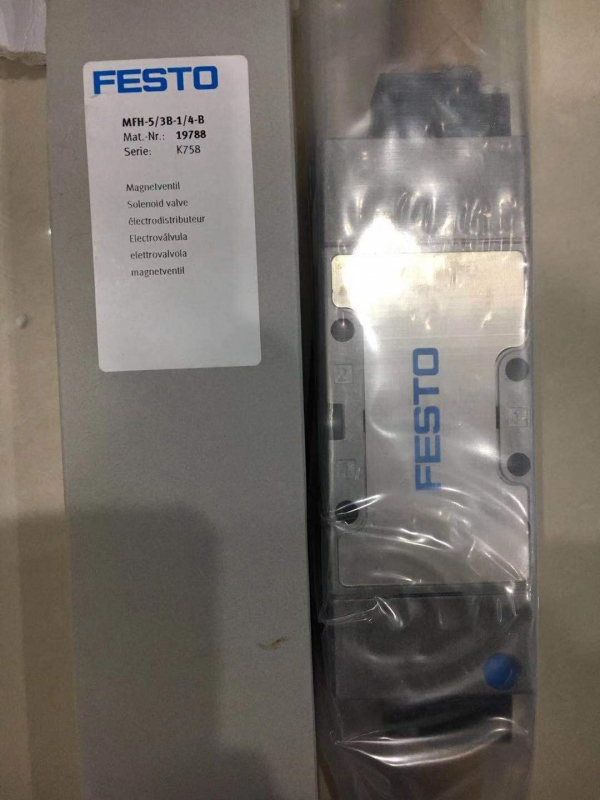 FESTO
MFH-5/3B-1/4-B
Mat.-Nr.: 19788
Serie: K758
Magnetventil
Solenoid valve
électrodistributeur
Electroválvula
elettrovalvola
magnetventil
FESTO
2